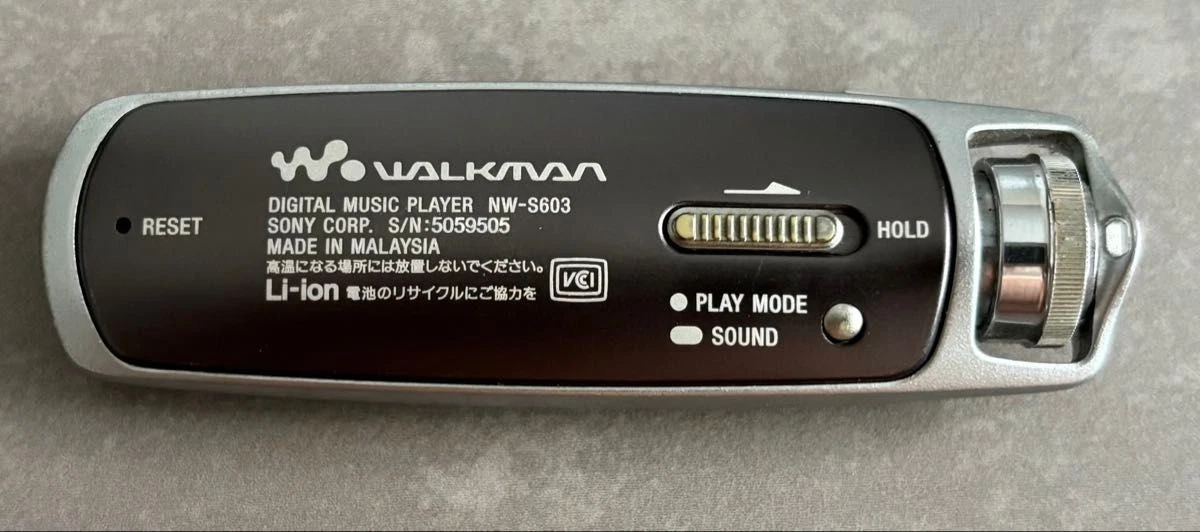 WALKMAN
DIGITAL MUSIC PLAYER NW-S603
SONY CORP. S/N:5059505
MADE IN MALAYSIA
高温になる場所には放置しないでください。
Li-ion 電池のリサイクルにご協力を
VCI
RESET
HOLD
PLAY MODE
SOUND